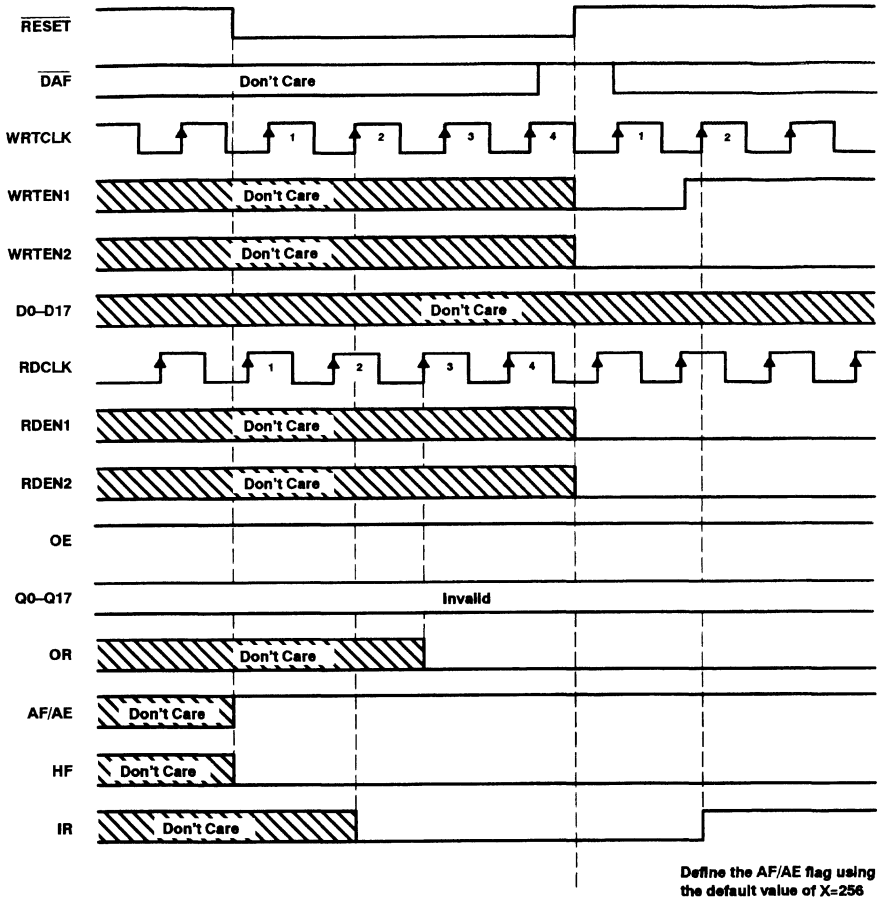 RESET
DAF
Don't Care
WRTCLK
1 2 3 4 1 2
WRTEN1
Don't Care
WRTEN2
Don't Care
D0–D17
Don't Care
RDCLK
1 2 3 4
RDEN1
Don't Care
RDEN2
Don't Care
OE
Q0–Q17
Invalid
OR
Don't Care
AF/AE
Don't Care
HF
Don't Care
IR
Don't Care
Define the AF/AE flag using
the default value of X=256